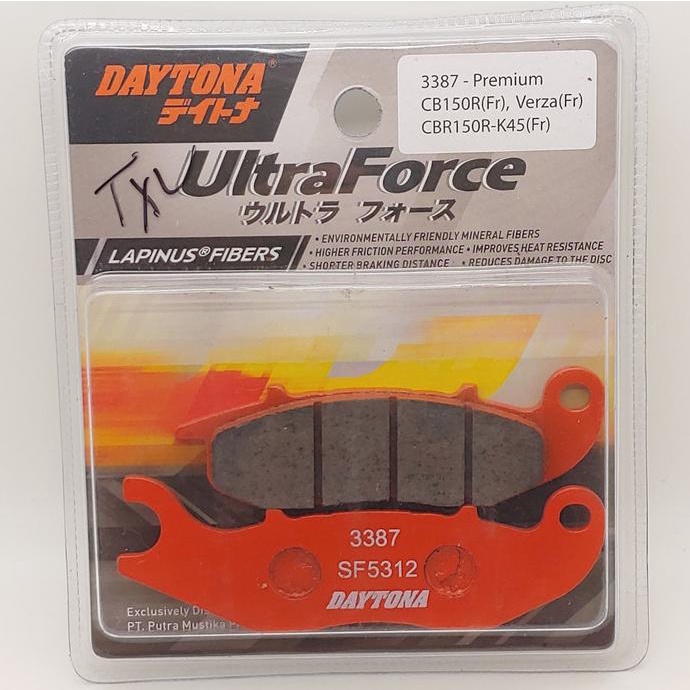 DAYTONA®
デイトナ
3387 - Premium
CB150R(Fr), Verza(Fr)
CBR150R-K45(Fr)
TXU
UltraForce
ウルトラ フォース
LAPINUS® FIBERS
• ENVIRONMENTALLY FRIENDLY MINERAL FIBERS
• HIGHER FRICTION PERFORMANCE • IMPROVES HEAT RESISTANCE
• SHORTER BRAKING DISTANCE • REDUCES DAMAGE TO THE DISC
3387
SF5312
DAYTONA
Exclusively
PT. Putra Mustika